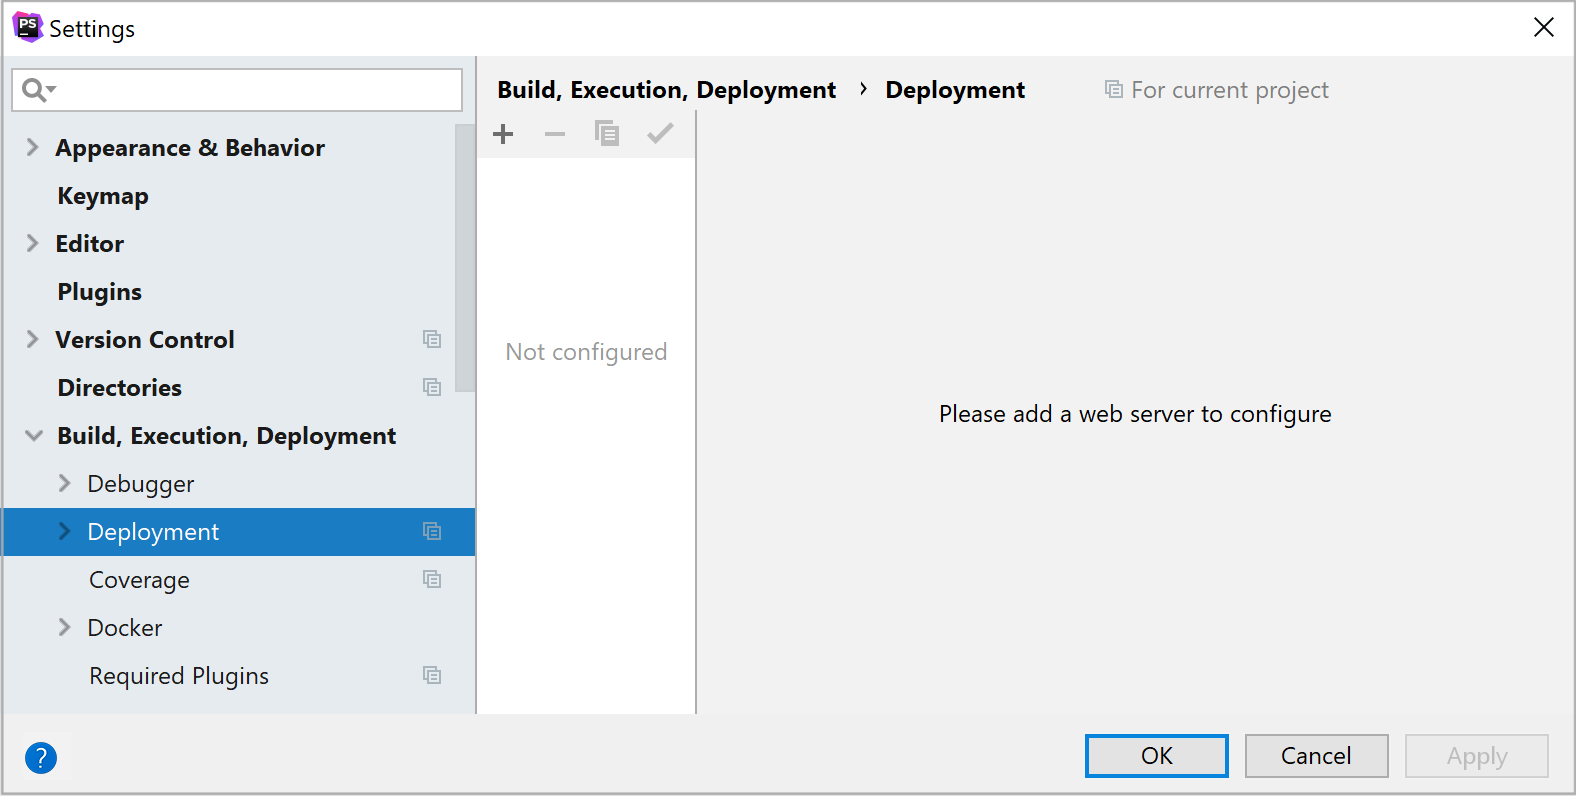 PS Settings
Build, Execution, Deployment › Deployment For current project
Appearance & Behavior
Keymap
Editor
Plugins
Version Control
Directories
Build, Execution, Deployment
Debugger
Deployment
Coverage
Docker
Required Plugins
Not configured
Please add a web server to configure
? OK Cancel Apply